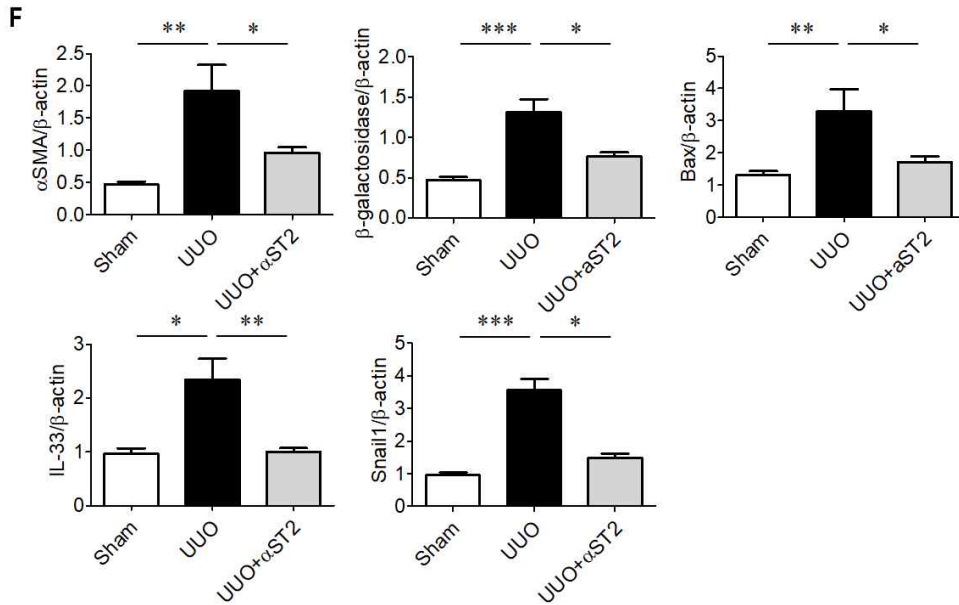 F
** *
αSMA/β-actin
2.5
2.0
1.5
1.0
0.5
0.0
Sham
UUO
UUO+αST2
*** *
β-galactosidase/β-actin
2.0
1.5
1.0
0.5
0.0
Sham
UUO
UUO+aST2
** *
Bax/β-actin
5
4
3
2
1
0
Sham
UUO
UUO+aST2
* **
IL-33/β-actin
3
2
1
0
Sham
UUO
UUO+αST2
*** *
Snail1/β-actin
5
4
3
2
1
0
Sham
UUO
UUO+αST2